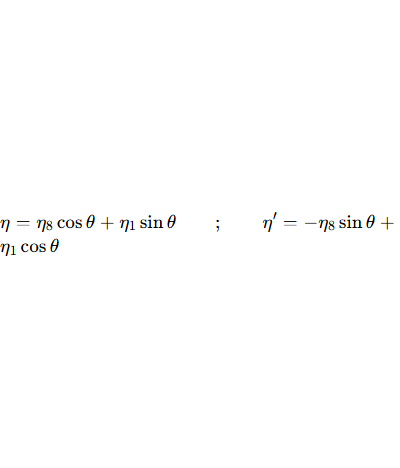 η = η₈ cos θ + η₁ sin θ ; η′ = −η₈ sin θ +
η₁ cos θ